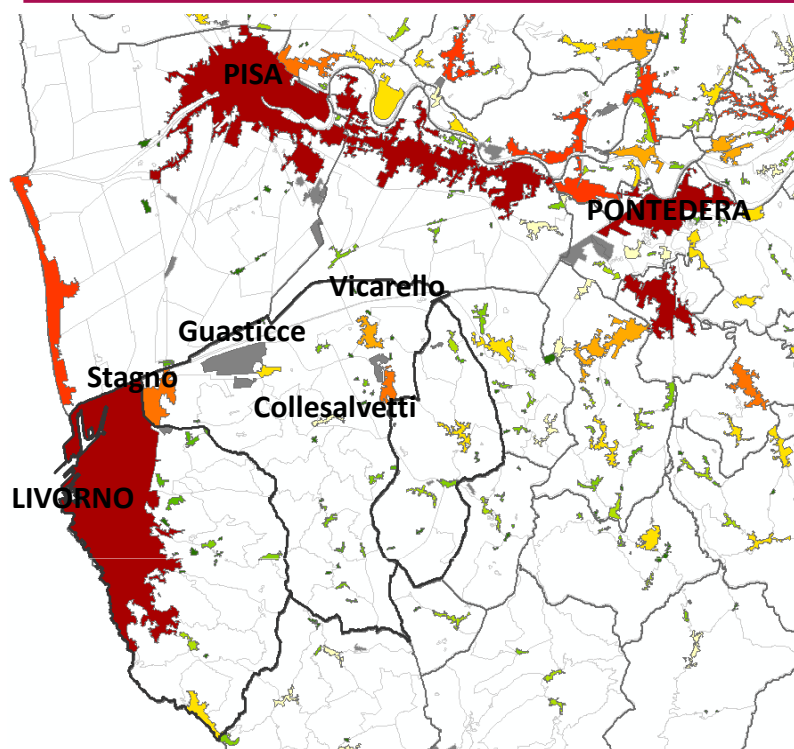 PISA
PONTEDERA
Vicarello
Guasticce
Stagno
Collesalvetti
LIVORNO